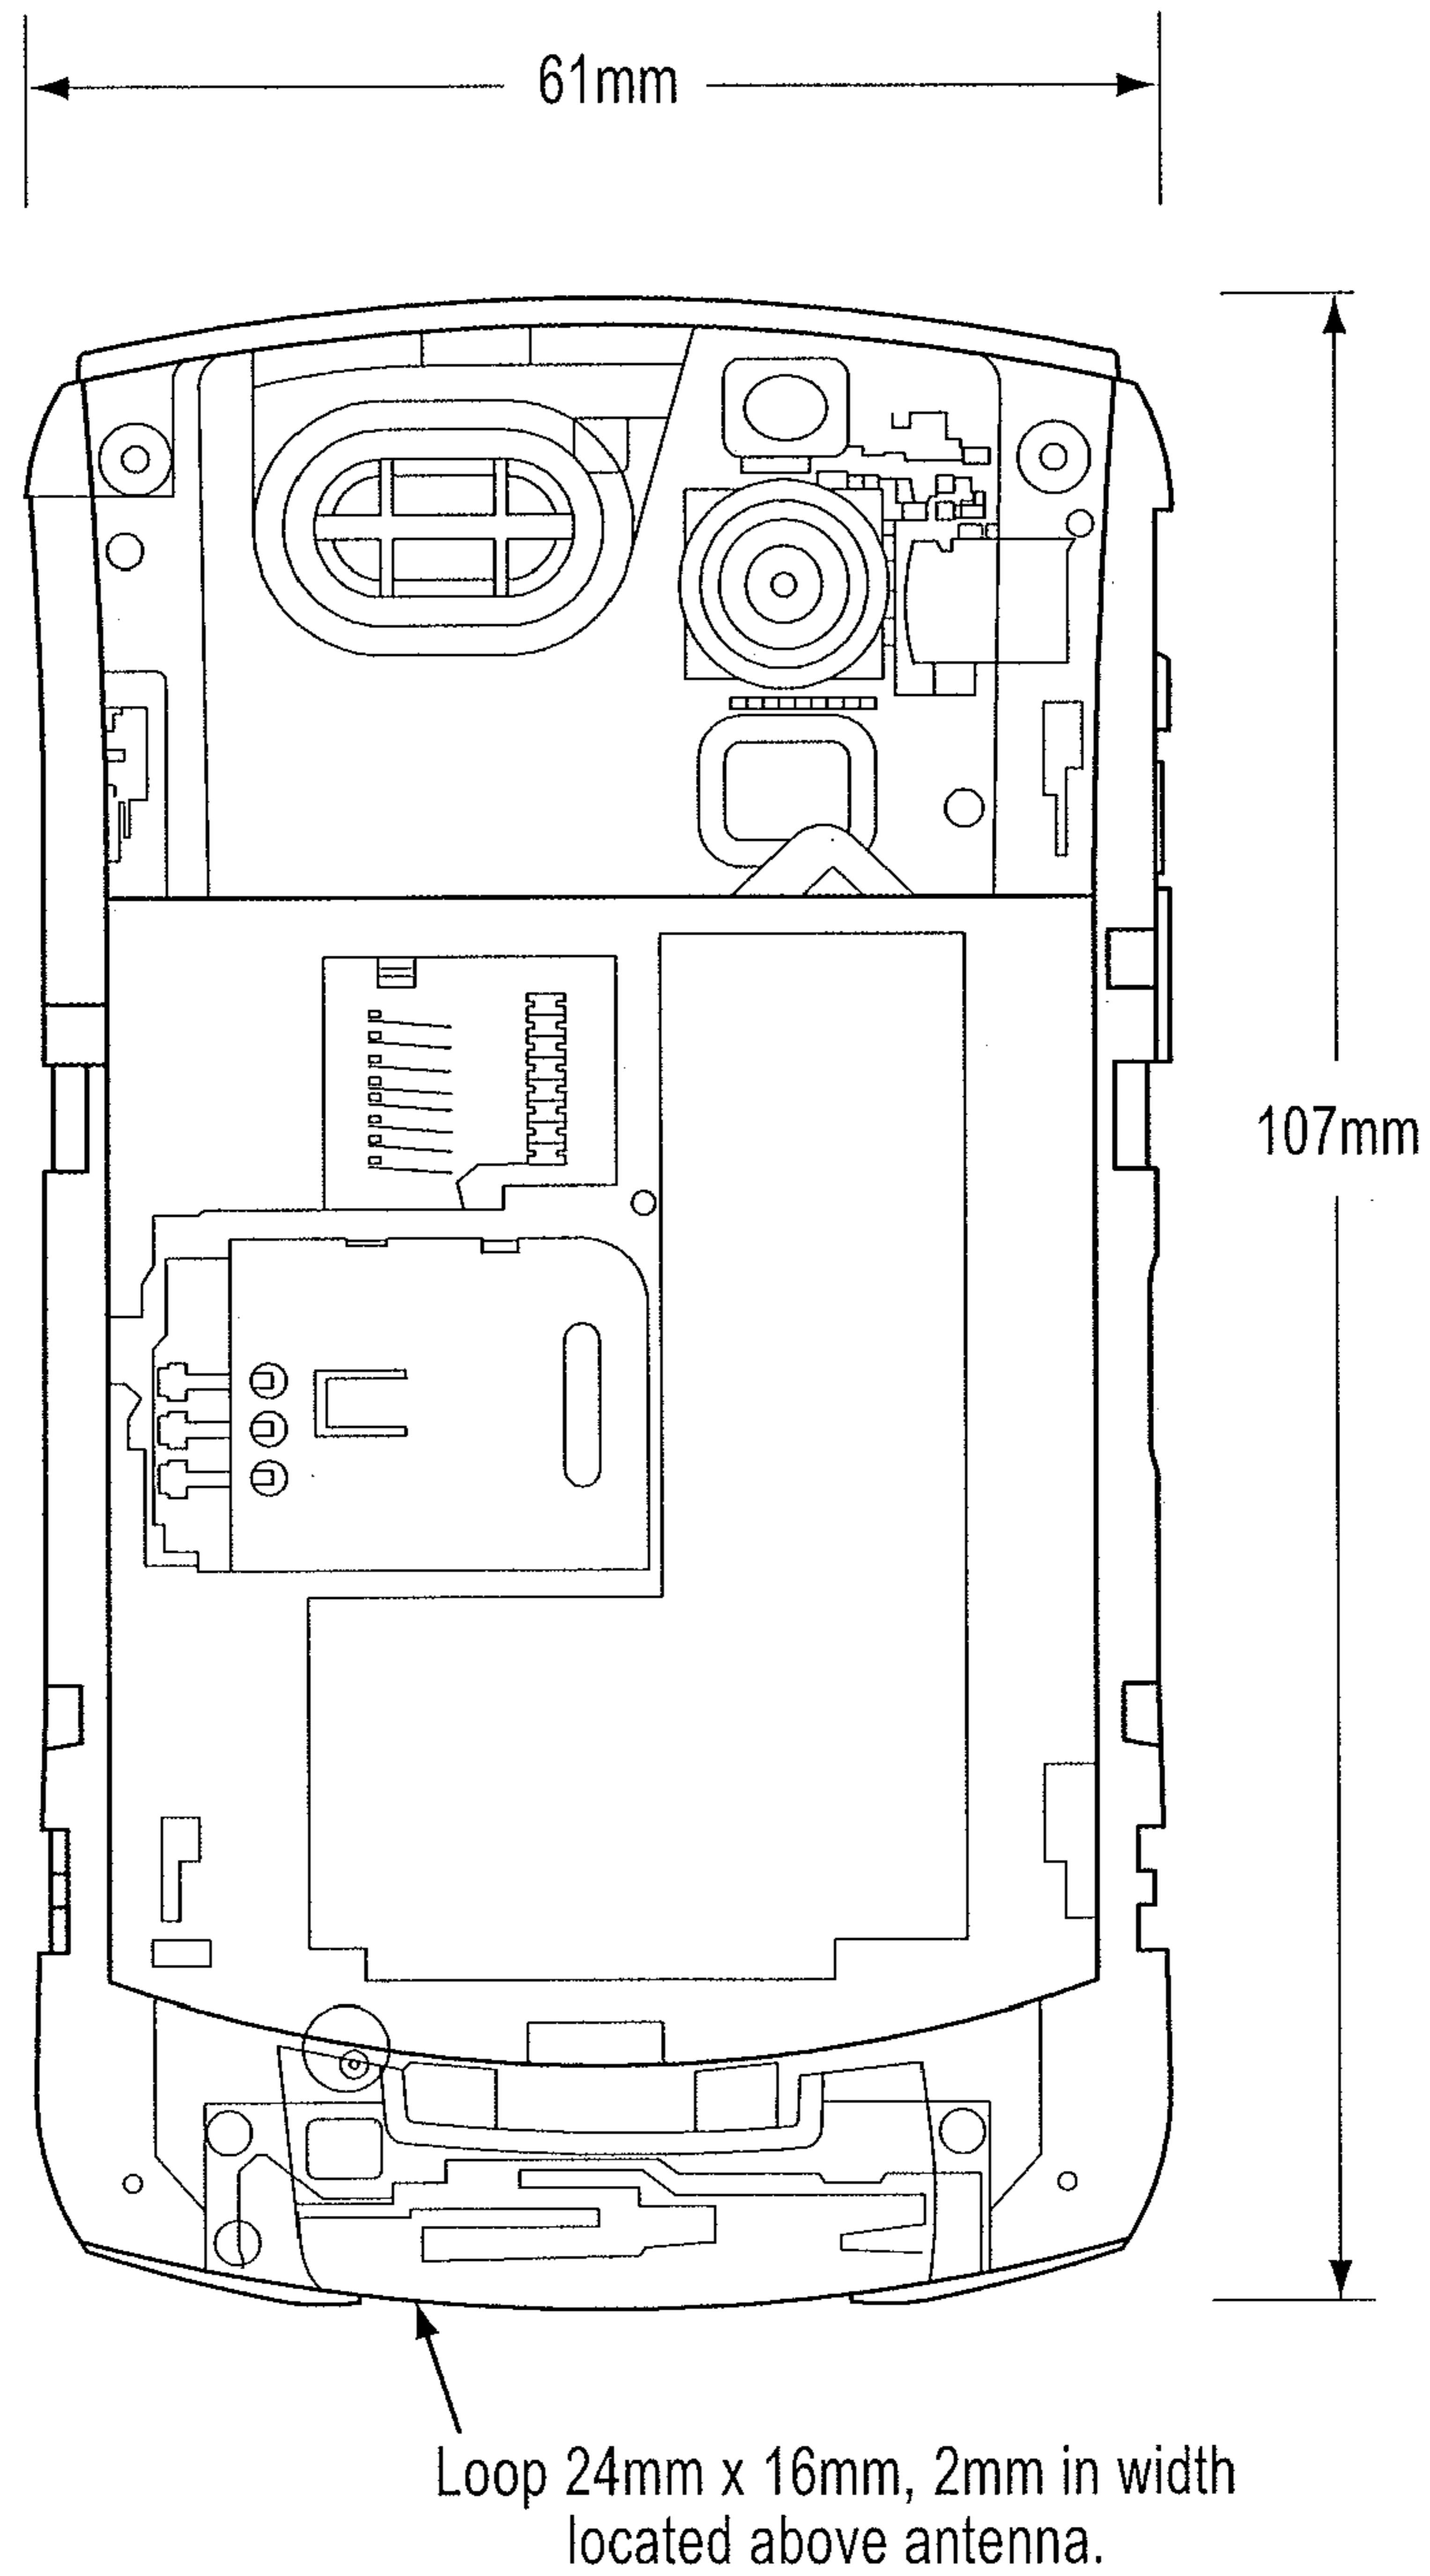 61mm
107mm
Loop 24mm x 16mm, 2mm in width
located above antenna.